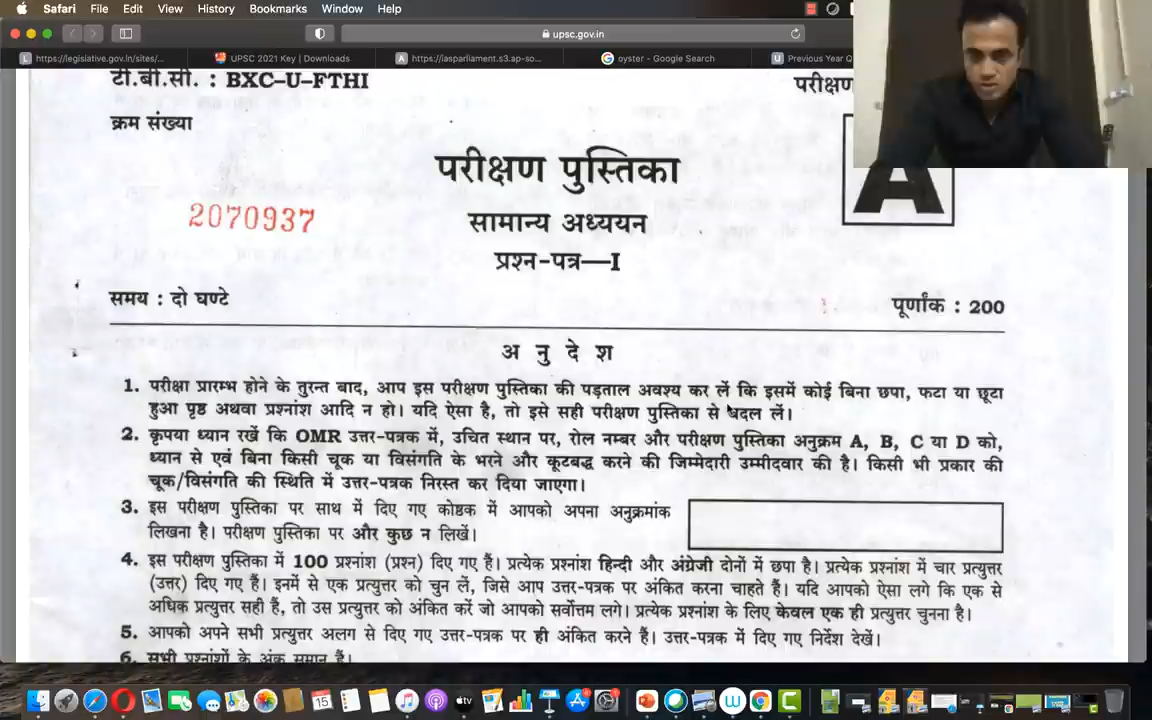 Safari File Edit View History Bookmarks Window Help
upsc.gov.in
https://legislative.gov.in/sites/... UPSC 2021 Key | Downloads https://iasparliament.s3.ap-so... oyster - Google Search Previous Year Q
टी.बी.सी. : BXC-U-FTHI
परीक्षण
क्रम संख्या
परीक्षण पुस्तिका
A
2070937
सामान्य अध्ययन
प्रश्न-पत्र—I
समय : दो घण्टे
पूर्णांक : 200
अ नु दे श
1. परीक्षा प्रारम्भ होने के तुरन्त बाद, आप इस परीक्षण पुस्तिका की पड़ताल अवश्य कर लें कि इसमें कोई बिना छपा, फटा या छूटा
हुआ पृष्ठ अथवा प्रश्नांश आदि न हो। यदि ऐसा है, तो इसे सही परीक्षण पुस्तिका से बदल लें।
2. कृपया ध्यान रखें कि OMR उत्तर-पत्रक में, उचित स्थान पर, रोल नम्बर और परीक्षण पुस्तिका अनुक्रम A, B, C या D को,
ध्यान से एवं बिना किसी चूक या विसंगति के भरने और कूटबद्ध करने की जिम्मेदारी उम्मीदवार की है। किसी भी प्रकार की
चूक/विसंगति की स्थिति में उत्तर-पत्रक निरस्त कर दिया जाएगा।
3. इस परीक्षण पुस्तिका पर साथ में दिए गए कोष्ठक में आपको अपना अनुक्रमांक
लिखना है। परीक्षण पुस्तिका पर और कुछ न लिखें।
4. इस परीक्षण पुस्तिका में 100 प्रश्नांश (प्रश्न) दिए गए हैं। प्रत्येक प्रश्नांश हिन्दी और अंग्रेजी दोनों में छपा है। प्रत्येक प्रश्नांश में चार प्रत्युत्तर
(उत्तर) दिए गए हैं। इनमें से एक प्रत्युत्तर को चुन लें, जिसे आप उत्तर-पत्रक पर अंकित करना चाहते हैं। यदि आपको ऐसा लगे कि एक से
अधिक प्रत्युत्तर सही हैं, तो उस प्रत्युत्तर को अंकित करें जो आपको सर्वोत्तम लगे। प्रत्येक प्रश्नांश के लिए केवल एक ही प्रत्युत्तर चुनना है।
5. आपको अपने सभी प्रत्युत्तर अलग से दिए गए उत्तर-पत्रक पर ही अंकित करने हैं। उत्तर-पत्रक में दिए गए निर्देश देखें।
6. सभी प्रश्नांशों के अंक समान हैं।
15
tv